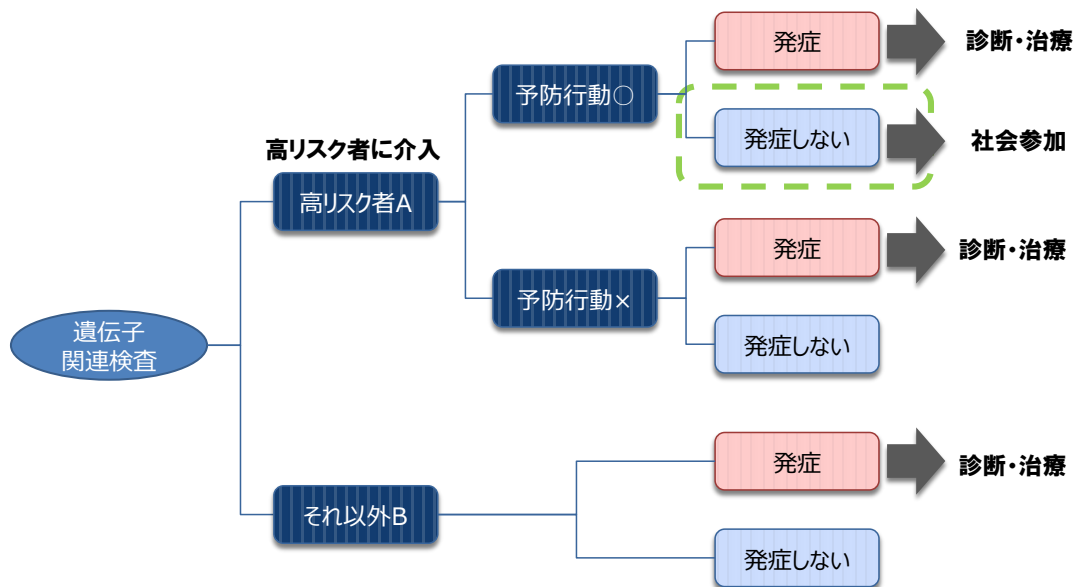 発症
診断・治療
予防行動○
発症しない
社会参加
高リスク者に介入
高リスク者A
発症
診断・治療
予防行動×
遺伝子
関連検査
発症しない
発症
診断・治療
それ以外B
発症しない